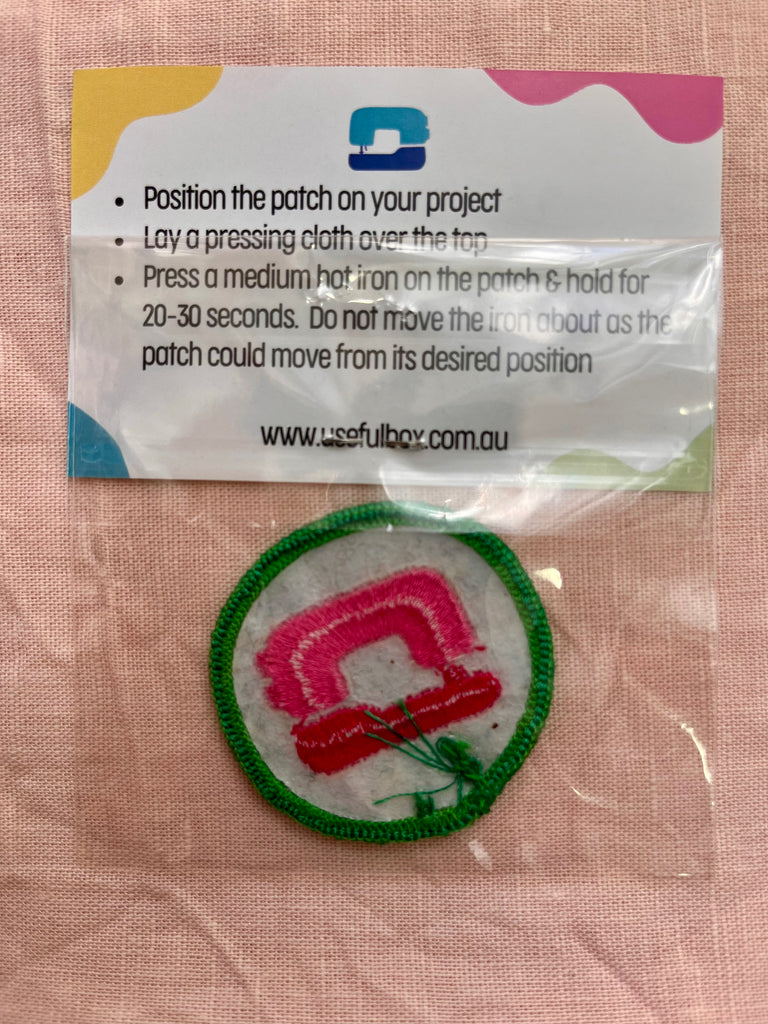 • Position the patch on your project
• Lay a pressing cloth over the top
• Press a medium hot iron on the patch & hold for
20-30 seconds. Do not move the iron about as the
patch could move from its desired position
www.usefulbox.com.au